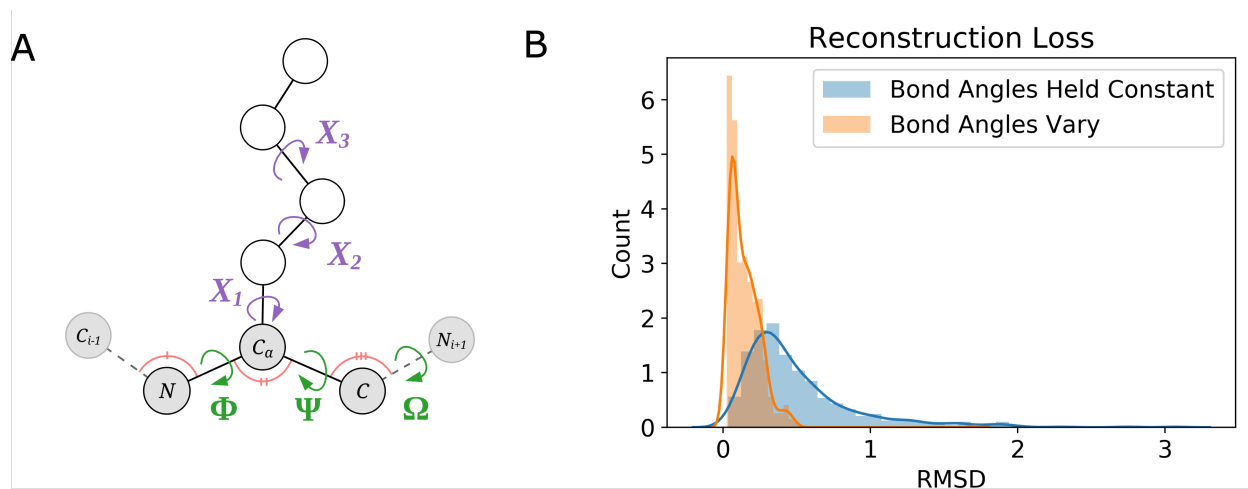 A
X3
X2
X1
Ci-1
N
Cα
C
Ni+1
Φ
Ψ
Ω
B
Reconstruction Loss
Bond Angles Held Constant
Bond Angles Vary
Count
6
5
4
3
2
1
0
0 1 2 3
RMSD